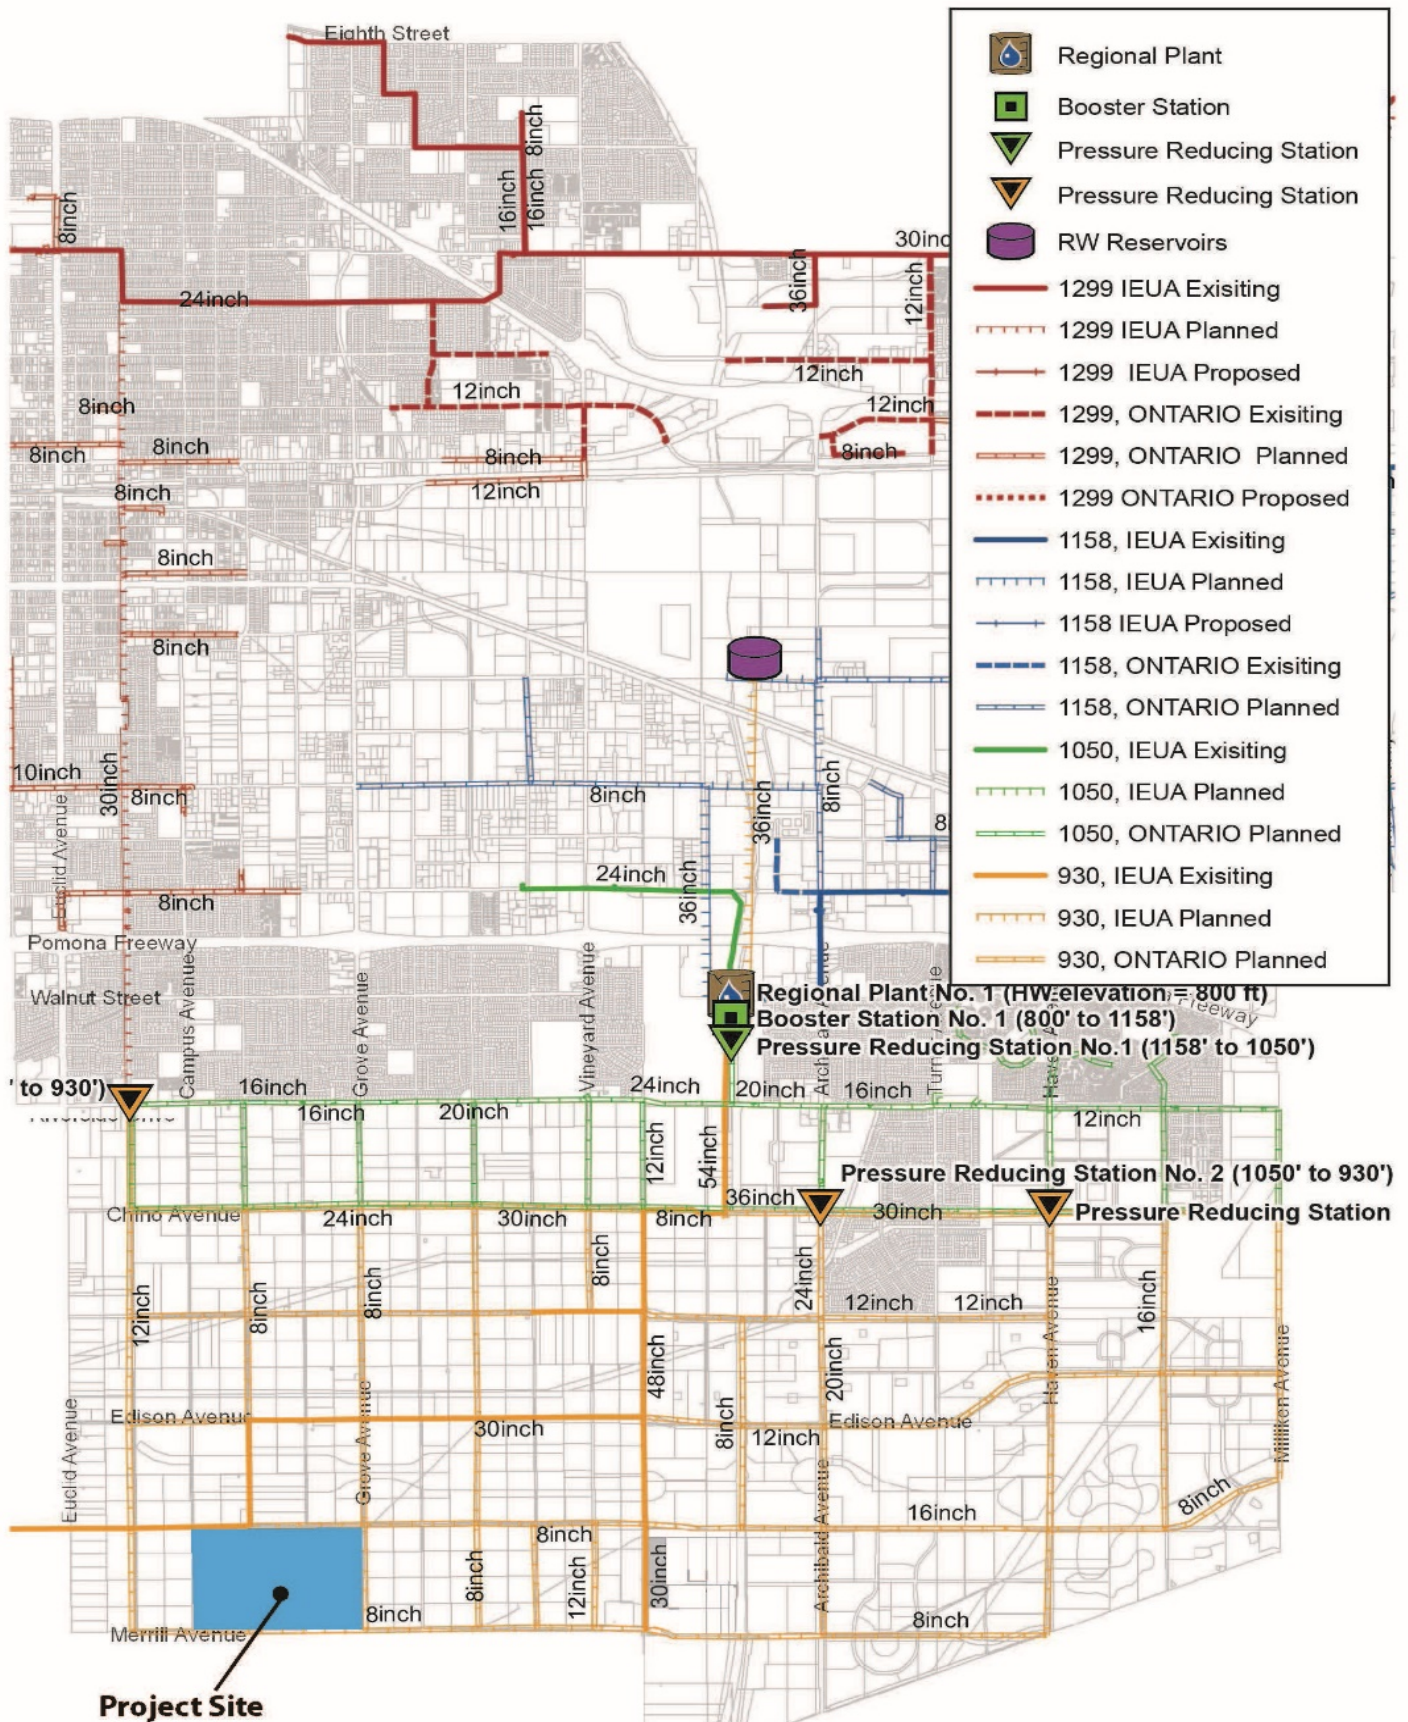 Eighth Street
8inch
16inch
16inch
8inch
30inc
36inch
12inch
24inch
12inch
12inch
12inch
8inch
8inch
8inch
8inch
8inch
8inch
12inch
8inch
8inch
8inch
10inch
30inch
8inch
8inch
36inch
8inch
8
Euclid Avenue
24inch
36inch
8inch
Pomona Freeway
Walnut Street
Campus Avenue
Grove Avenue
Vineyard Avenue
Regional Plant
Booster Station
Pressure Reducing Station
Pressure Reducing Station
RW Reservoirs
1299 IEUA Exisiting
1299 IEUA Planned
1299 IEUA Proposed
1299, ONTARIO Exisiting
1299, ONTARIO Planned
1299 ONTARIO Proposed
1158, IEUA Exisiting
1158, IEUA Planned
1158 IEUA Proposed
1158, ONTARIO Exisiting
1158, ONTARIO Planned
1050, IEUA Exisiting
1050, IEUA Planned
1050, ONTARIO Planned
930, IEUA Exisiting
930, IEUA Planned
930, ONTARIO Planned
Regional Plant No. 1 (HW elevation = 800 ft)
Freeway
Booster Station No. 1 (800' to 1158')
Pressure Reducing Station No.1 (1158' to 1050')
' to 930')
16inch
16inch
20inch
24inch
20inch
16inch
12inch
12inch
54inch
Pressure Reducing Station No. 2 (1050' to 930')
36inch
30inch
Pressure Reducing Station
Chino Avenue
24inch
30inch
8inch
12inch
8inch
8inch
8inch
24inch
12inch
12inch
16inch
48inch
20inch
Haven Avenue
Milliken Avenue
Euclid Avenue
Edison Avenue
Grove Avenue
30inch
8inch
12inch
Edison Avenue
Archibald Avenue
16inch
8inch
8inch
8inch
12inch
30inch
8inch
8inch
Merrill Avenue
Project Site